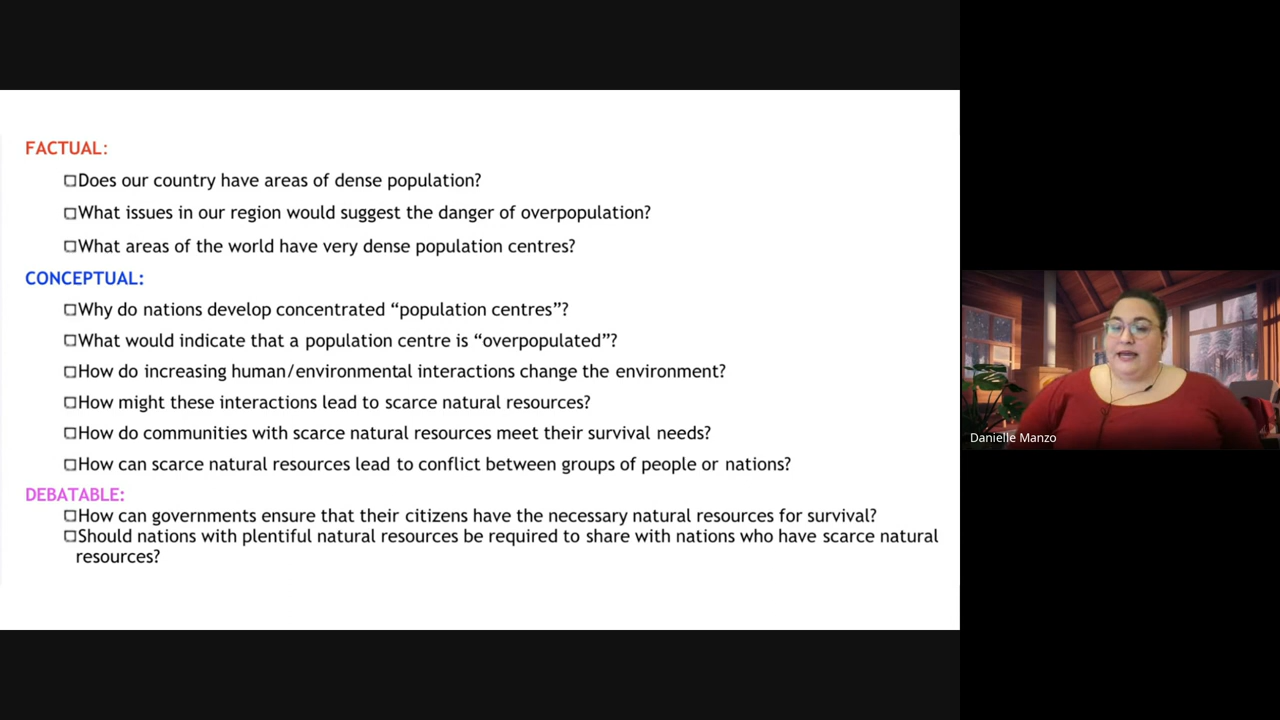 FACTUAL:
☐Does our country have areas of dense population?
☐What issues in our region would suggest the danger of overpopulation?
☐What areas of the world have very dense population centres?
CONCEPTUAL:
☐Why do nations develop concentrated “population centres”?
☐What would indicate that a population centre is “overpopulated”?
☐How do increasing human/environmental interactions change the environment?
☐How might these interactions lead to scarce natural resources?
☐How do communities with scarce natural resources meet their survival needs?
☐How can scarce natural resources lead to conflict between groups of people or nations?
DEBATABLE:
☐How can governments ensure that their citizens have the necessary natural resources for survival?
☐Should nations with plentiful natural resources be required to share with nations who have scarce natural
resources?
Danielle Manzo